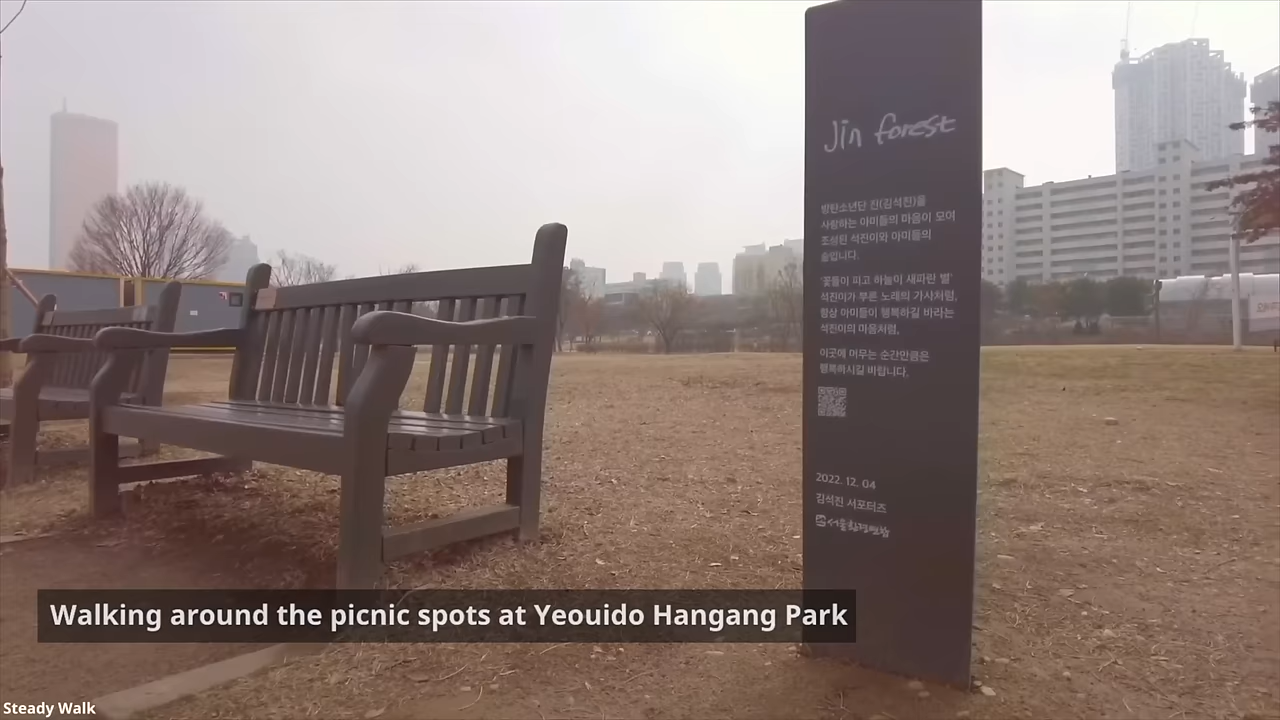 Jin forest
방탄소년단 진(김석진)을
사랑하는 아미들의 마음이 모여
조성된 석진이와 아미들의
숲입니다.
'꽃들이 피고 하늘이 새파란 별'
석진이가 부른 노래의 가사처럼,
항상 아미들이 행복하길 바라는
석진이의 마음처럼,
이곳에 머무는 순간만큼은
행복하시길 바랍니다.
2022. 12. 04
김석진 서포터즈
서울환경연합
Walking around the picnic spots at Yeouido Hangang Park
Steady Walk